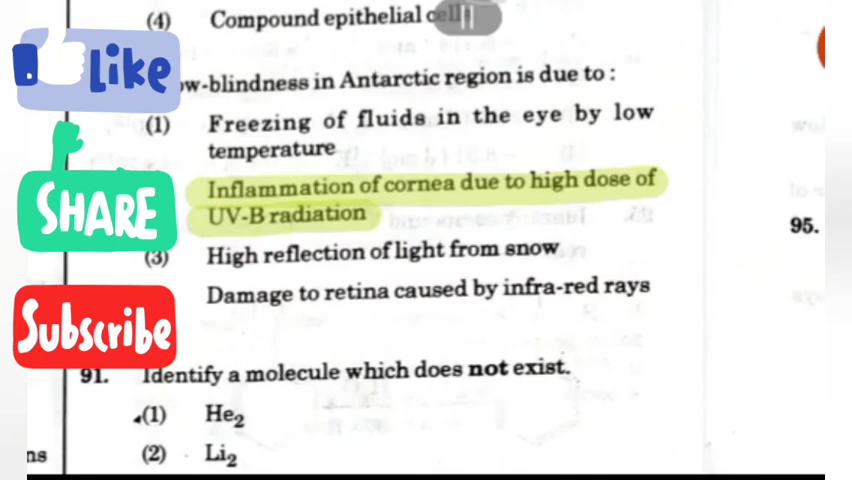 (4) Compound epithelial cells
Like
ow-blindness in Antarctic region is due to :
(1) Freezing of fluids in the eye by low
temperature
SHARE
Inflammation of cornea due to high dose of
UV-B radiation
95.
(3) High reflection of light from snow
Damage to retina caused by infra-red rays
Subscribe
91. Identify a molecule which does not exist.
(1) He₂
ns
(2) Li₂